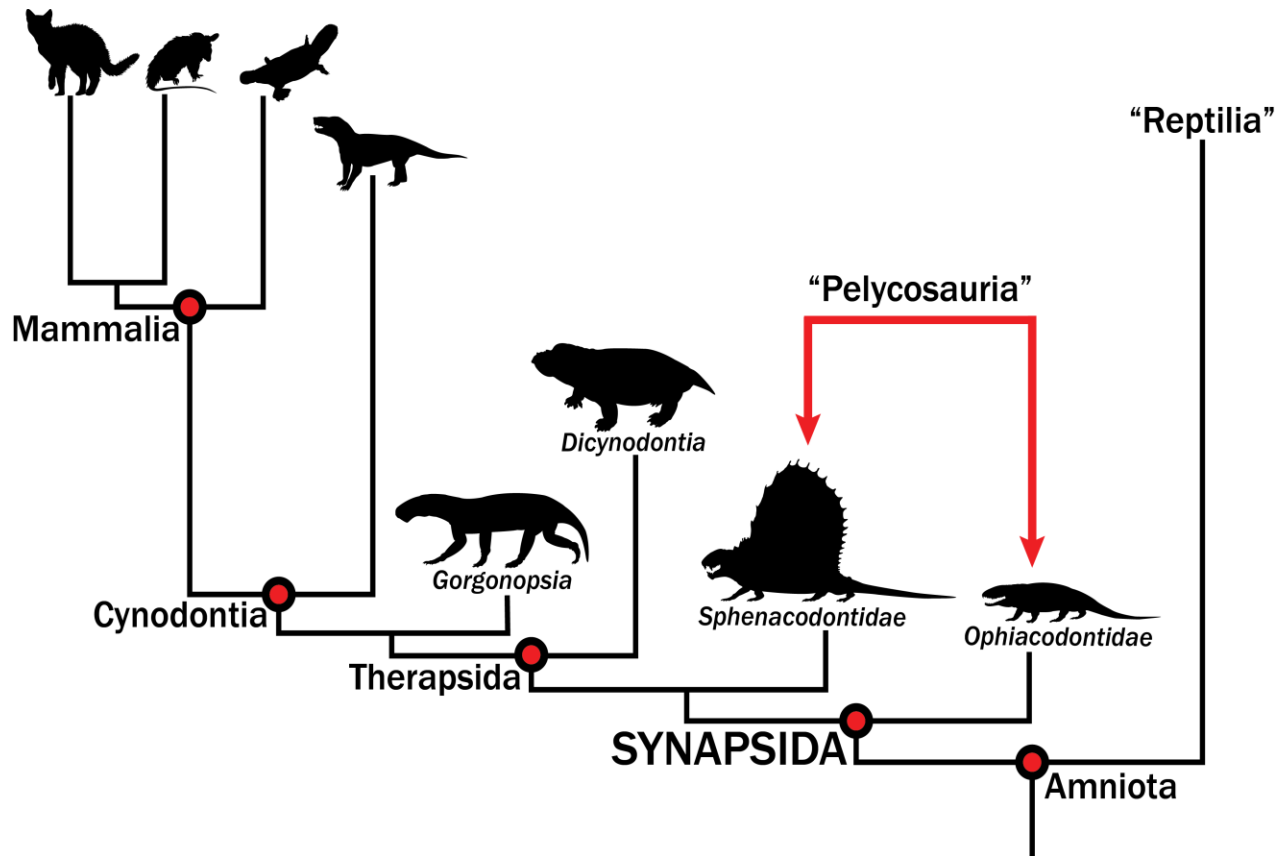 “Reptilia”
“Pelycosauria”
Mammalia
Dicynodontia
Gorgonopsia
Cynodontia
Sphenacodontidae
Ophiacodontidae
Therapsida
SYNAPSIDA
Amniota